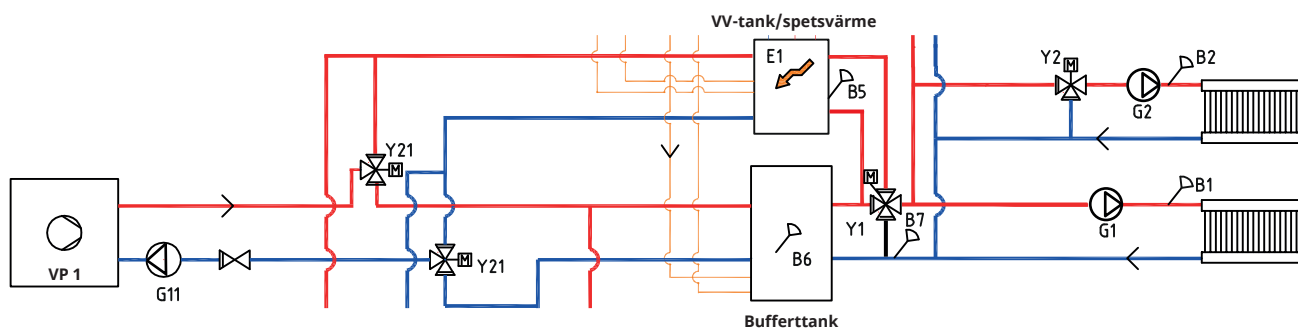 VV-tank/spetsvärme
E1
B5
Y2
M
G2
B2
Y21
M
VP 1
G11
M
Y21
B6
M
Y1
B7
G1
B1
Bufferttank